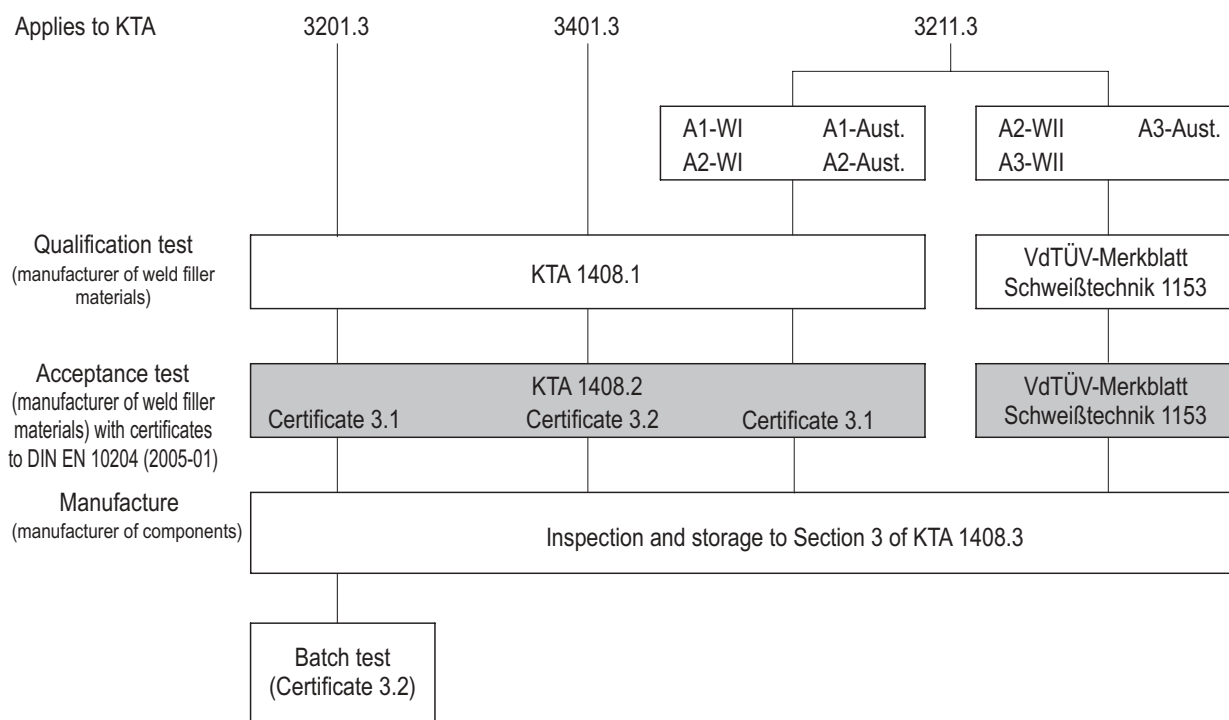 Applies to KTA
3201.3
3401.3
3211.3
A1-WI A1-Aust.
A2-WI A2-Aust.
A2-WII A3-Aust.
A3-WII
Qualification test
(manufacturer of weld filler
materials)
KTA 1408.1
VdTÜV-Merkblatt
Schweißtechnik 1153
Acceptance test
(manufacturer of weld filler
materials) with certificates
to DIN EN 10204 (2005-01)
KTA 1408.2
Certificate 3.1 Certificate 3.2 Certificate 3.1
VdTÜV-Merkblatt
Schweißtechnik 1153
Manufacture
(manufacturer of components)
Inspection and storage to Section 3 of KTA 1408.3
Batch test
(Certificate 3.2)